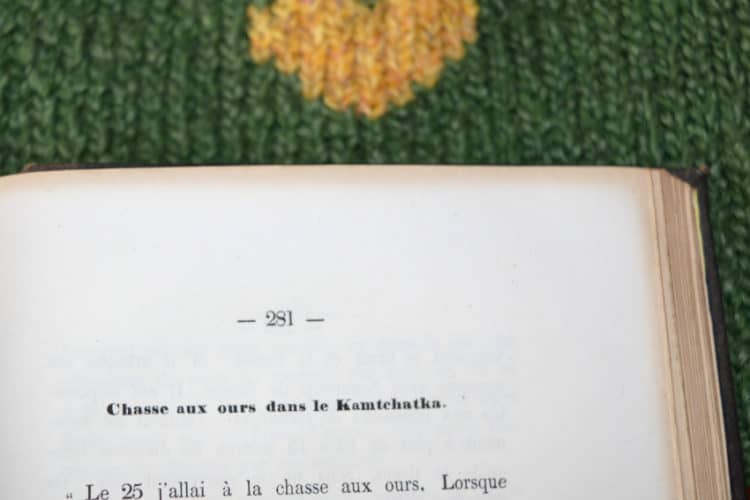 — 281 —
Chasse aux ours dans le Kamtchatka.
“ Le 25 j'allai à la chasse aux ours. Lorsque